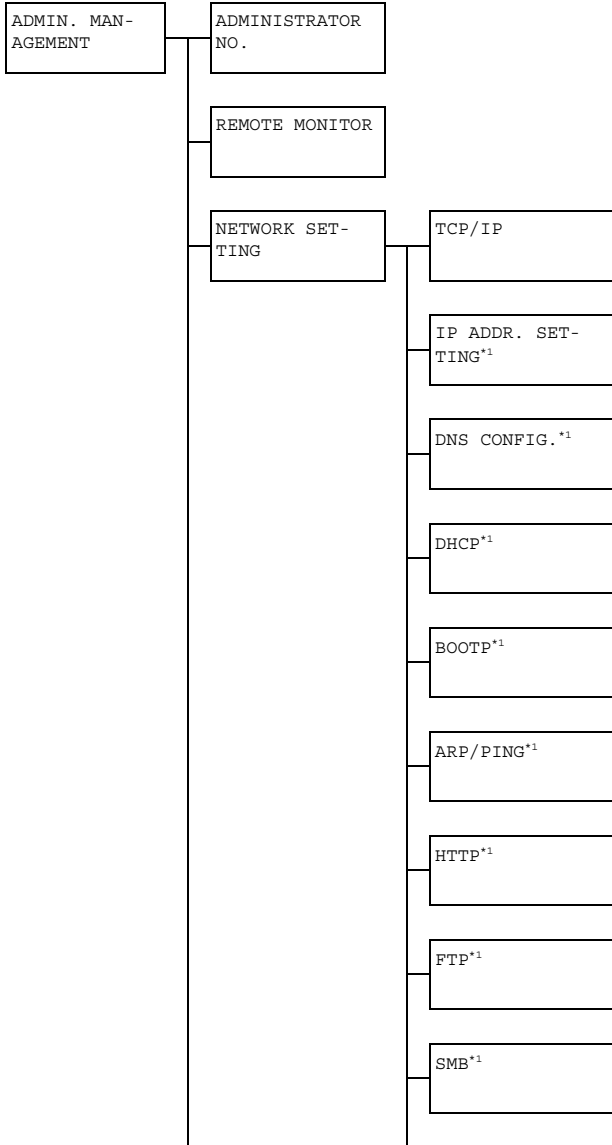 ADMIN. MAN-
AGEMENT
ADMINISTRATOR
NO.
REMOTE MONITOR
NETWORK SET-
TING
TCP/IP
IP ADDR. SET-
TING*1
DNS CONFIG.*1
DHCP*1
BOOTP*1
ARP/PING*1
HTTP*1
FTP*1
SMB*1